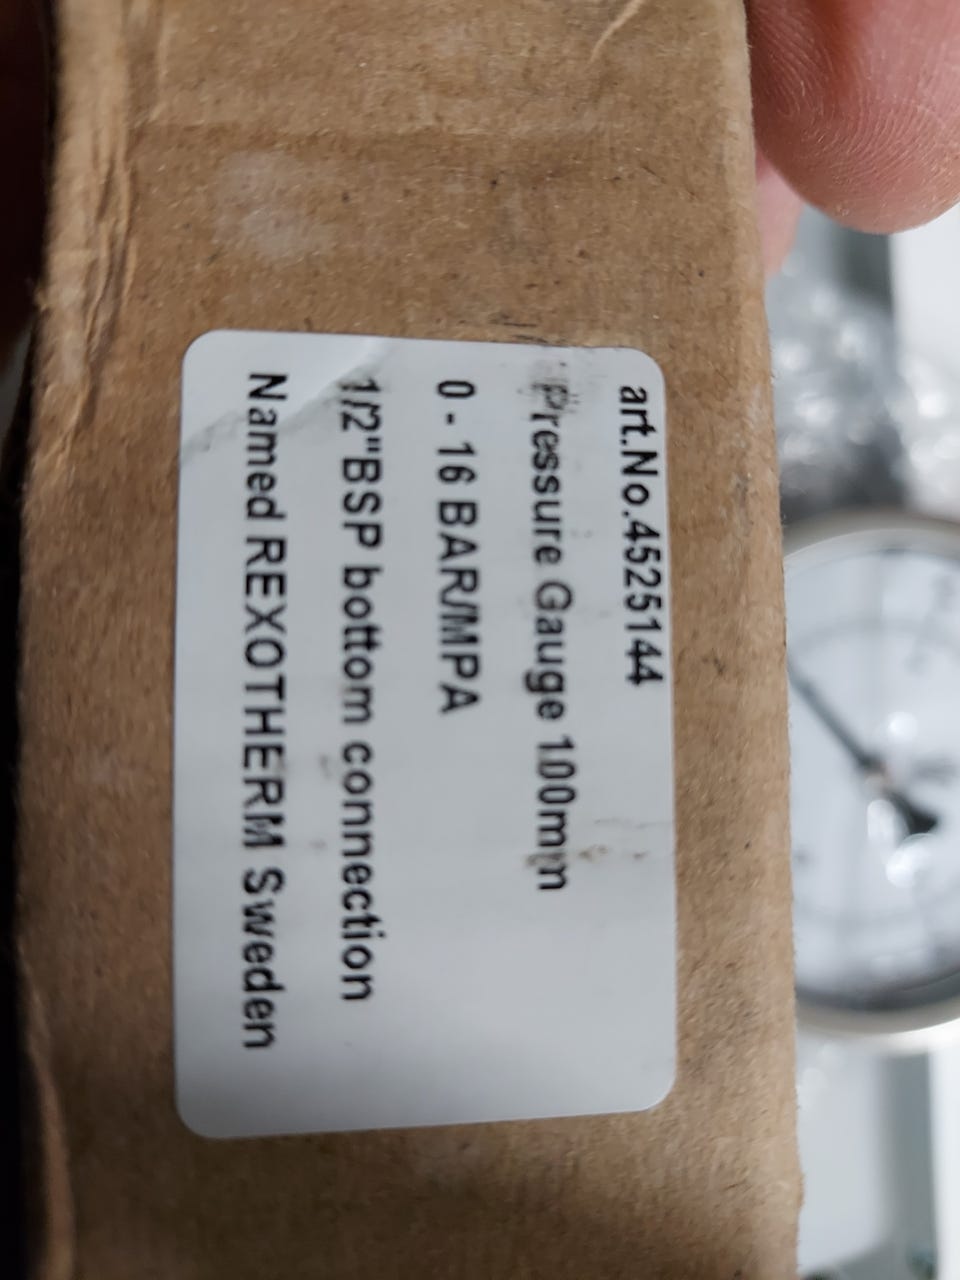 art.No.4525144
Pressure Gauge 100mm
0 - 16 BAR/MPA
1/2"BSP bottom connection
Named REXOTHERM Sweden